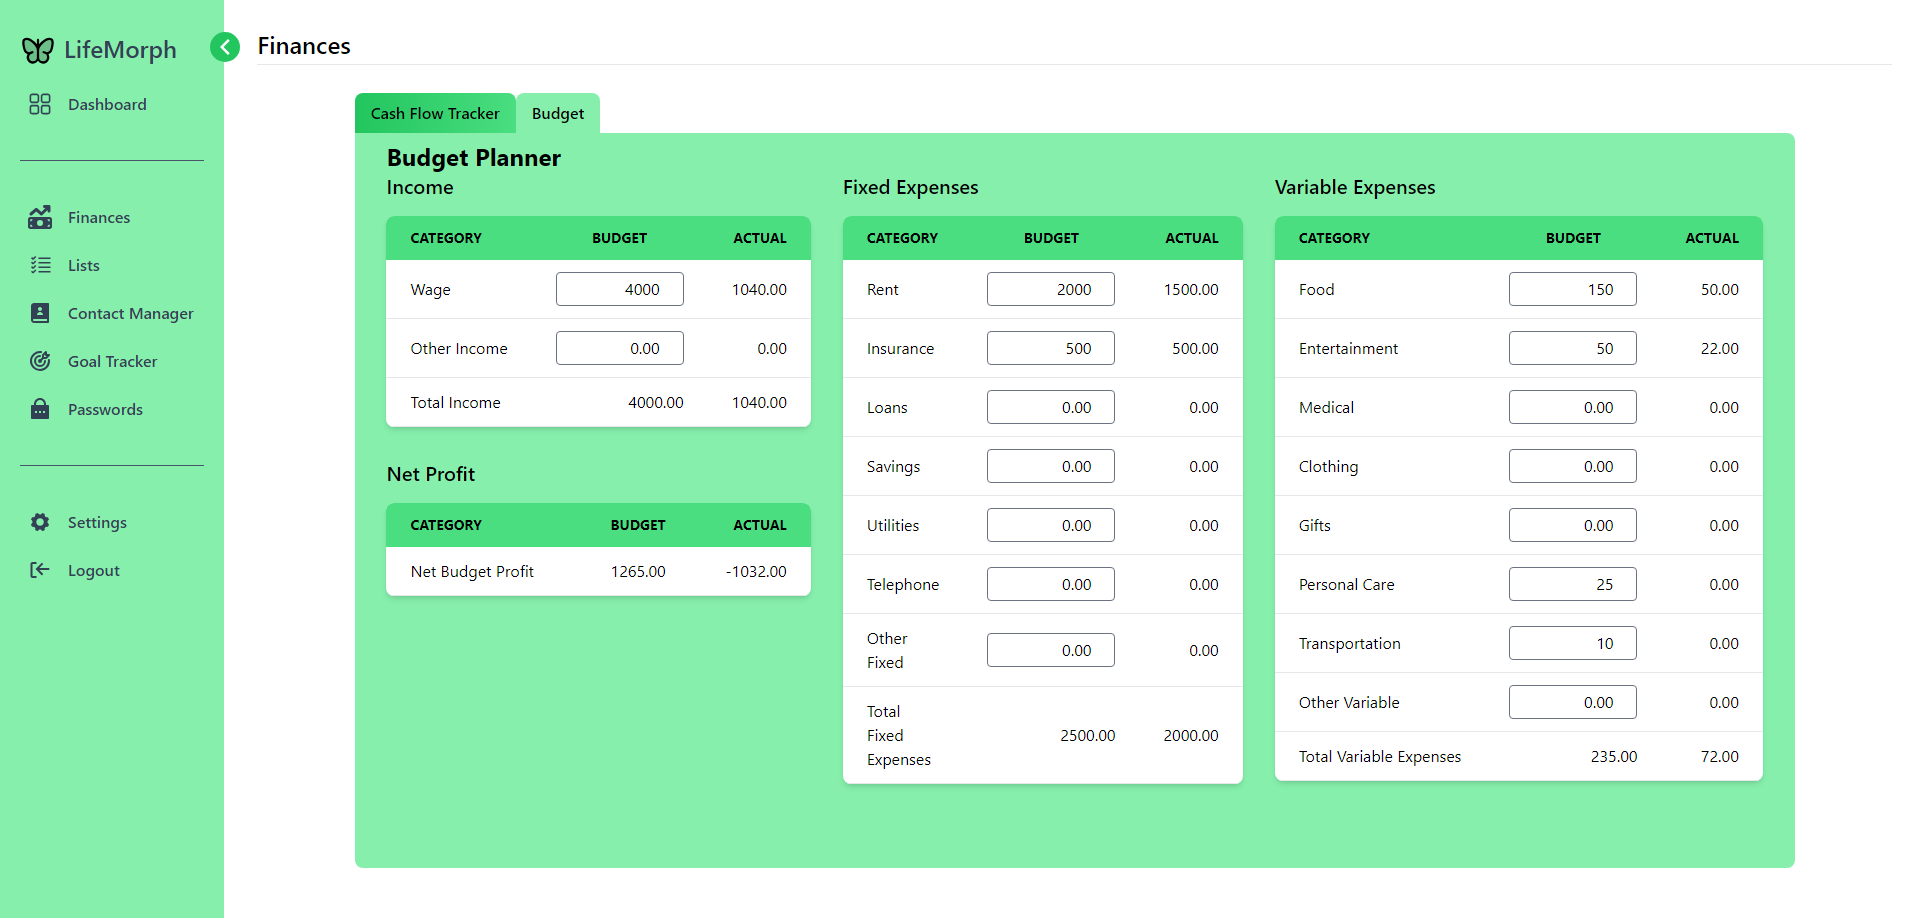 LifeMorph
Dashboard
Finances
Lists
Contact Manager
Goal Tracker
Passwords
Settings
Logout
Finances
Cash Flow Tracker Budget
Budget Planner
Income
CATEGORY BUDGET ACTUAL
Wage 4000 1040.00
Other Income 0.00 0.00
Total Income 4000.00 1040.00
Net Profit
CATEGORY BUDGET ACTUAL
Net Budget Profit 1265.00 -1032.00
Fixed Expenses
CATEGORY BUDGET ACTUAL
Rent 2000 1500.00
Insurance 500 500.00
Loans 0.00 0.00
Savings 0.00 0.00
Utilities 0.00 0.00
Telephone 0.00 0.00
Other
Fixed 0.00 0.00
Total
Fixed 2500.00 2000.00
Expenses
Variable Expenses
CATEGORY BUDGET ACTUAL
Food 150 50.00
Entertainment 50 22.00
Medical 0.00 0.00
Clothing 0.00 0.00
Gifts 0.00 0.00
Personal Care 25 0.00
Transportation 10 0.00
Other Variable 0.00 0.00
Total Variable Expenses 235.00 72.00